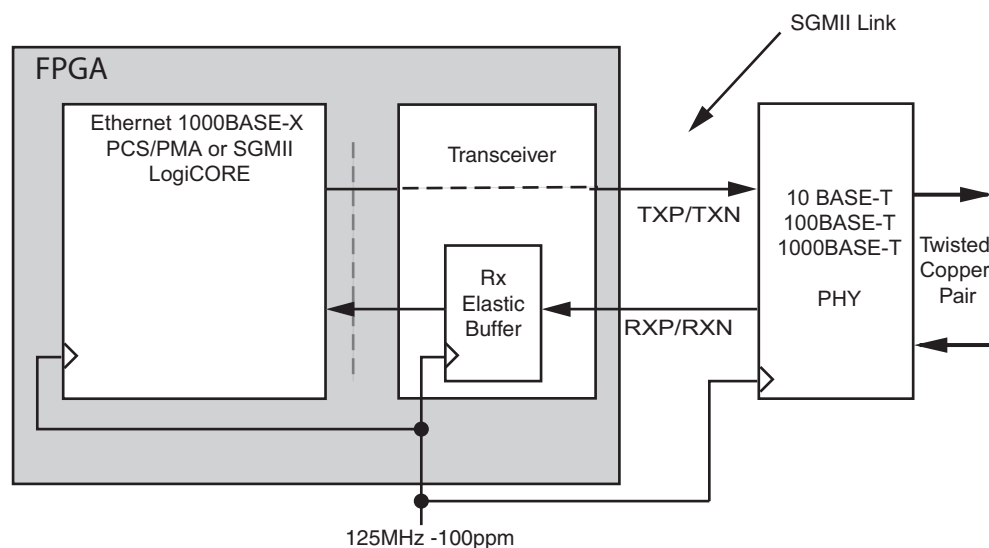 SGMII Link
FPGA
Ethernet 1000BASE-X
PCS/PMA or SGMII
LogiCORE
Transceiver
TXP/TXN
10 BASE-T
100BASE-T
1000BASE-T
PHY
Twisted
Copper
Pair
Rx
Elastic
Buffer
RXP/RXN
125MHz -100ppm